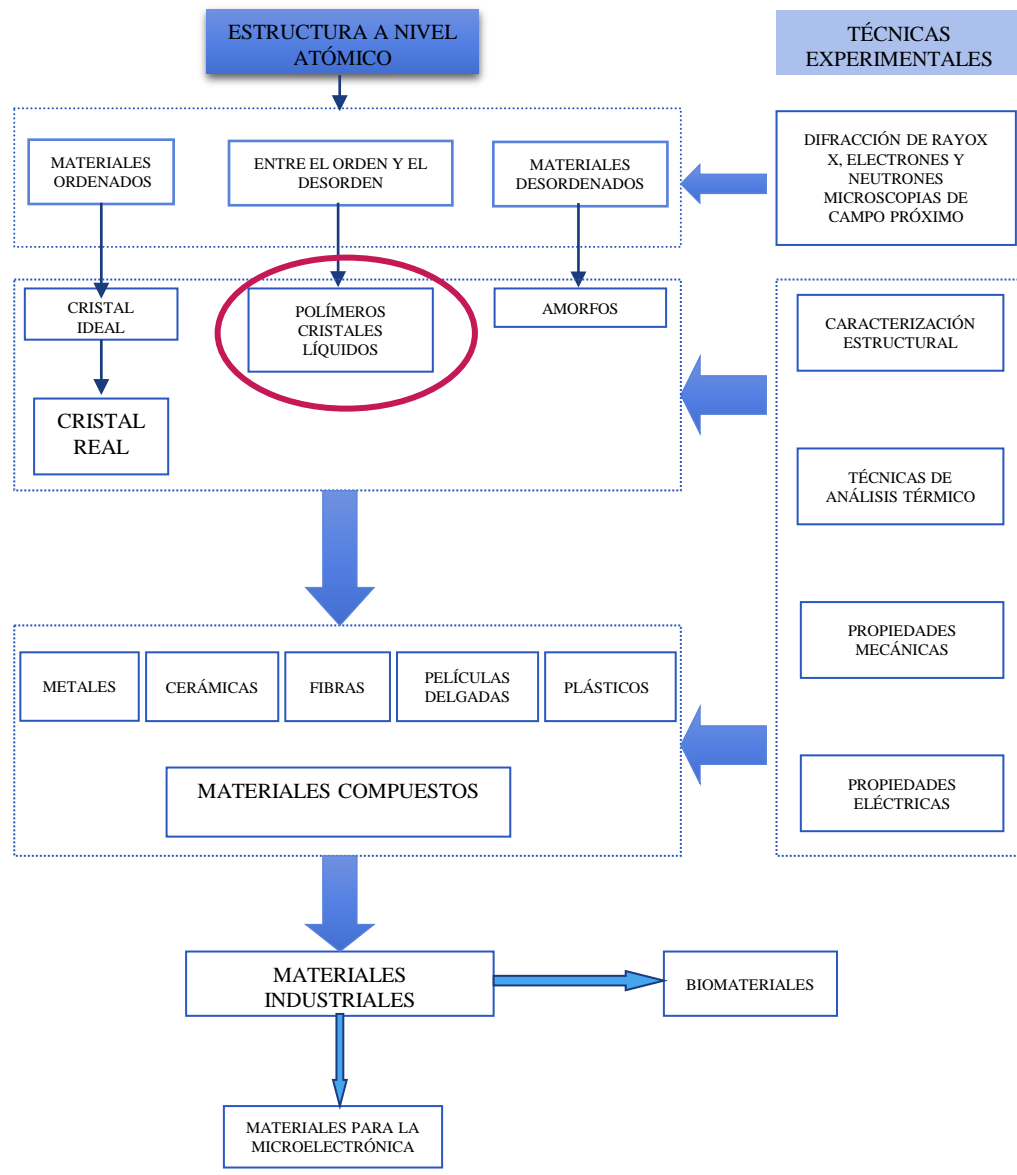 ESTRUCTURA A NIVEL
ATÓMICO
TÉCNICAS
EXPERIMENTALES
MATERIALES
ORDENADOS
ENTRE EL ORDEN Y EL
DESORDEN
MATERIALES
DESORDENADOS
DIFRACCIÓN DE RAYOX
X, ELECTRONES Y
NEUTRONES
MICROSCOPIAS DE
CAMPO PRÓXIMO
CRISTAL
IDEAL
POLÍMEROS
CRISTALES
LÍQUIDOS
AMORFOS
CARACTERIZACIÓN
ESTRUCTURAL
CRISTAL
REAL
TÉCNICAS DE
ANÁLISIS TÉRMICO
PROPIEDADES
MECÁNICAS
METALES
CERÁMICAS
FIBRAS
PELÍCULAS
DELGADAS
PLÁSTICOS
MATERIALES COMPUESTOS
PROPIEDADES
ELÉCTRICAS
MATERIALES
INDUSTRIALES
BIOMATERIALES
MATERIALES PARA LA
MICROELECTRÓNICA